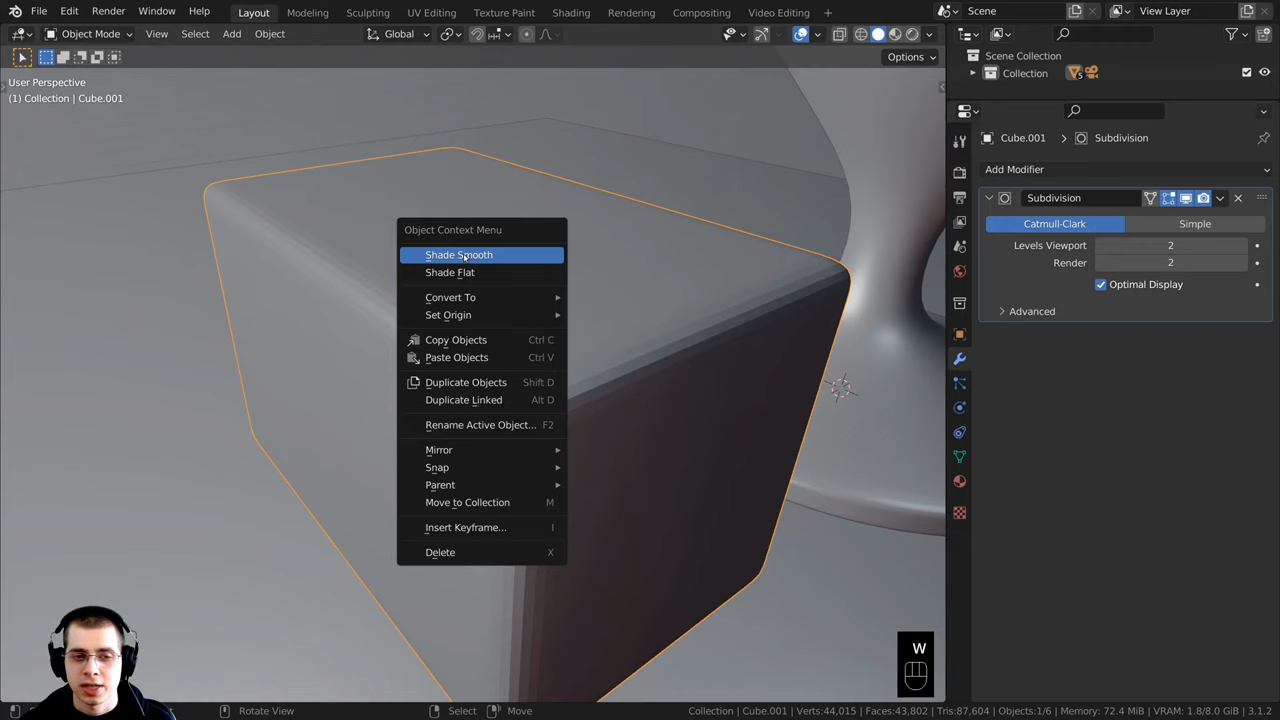 File Edit Render Window Help
Layout Modeling Sculpting UV Editing Texture Paint Shading Rendering Compositing Video Editing +
Scene
View Layer
Object Mode View Select Add Object
Global
Options
User Perspective
(1) Collection | Cube.001
Scene Collection
Collection 5
Cube.001 > Subdivision
Add Modifier
Subdivision
Catmull-Clark Simple
Levels Viewport 2
Render 2
Optimal Display
Advanced
Object Context Menu
Shade Smooth
Shade Flat
Convert To
Set Origin
Copy Objects Ctrl C
Paste Objects Ctrl V
Duplicate Objects Shift D
Duplicate Linked Alt D
Rename Active Object... F2
Mirror
Snap
Parent
Move to Collection M
Insert Keyframe... I
Delete X
W
Rotate View
Select
Move
Collection | Cube.001 | Verts:44,015 | Faces:43,802 | Tris:87,604 | Objects:1/6 | Memory: 72.4 MiB | VRAM: 1.8/8.0 GiB | 3.1.2